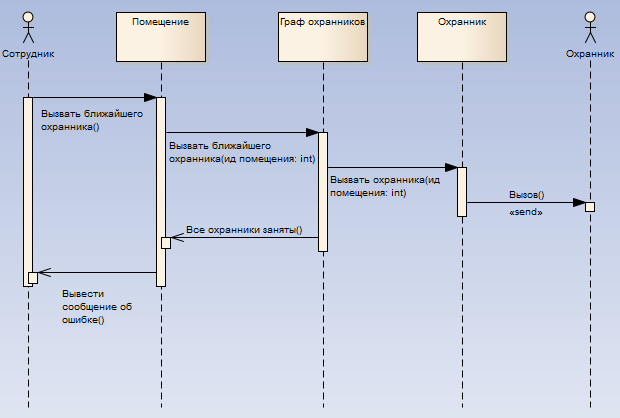 Сотрудник
Помещение
Граф охранников
Охранник
Охранник
Вызвать ближайшего
охранника()
Вызвать ближайшего
охранника(ид помещения: int)
Вызвать охранника(ид
помещения: int)
Вызов()
«send»
Все охранники заняты()
Вывести
сообщение об
ошибке()